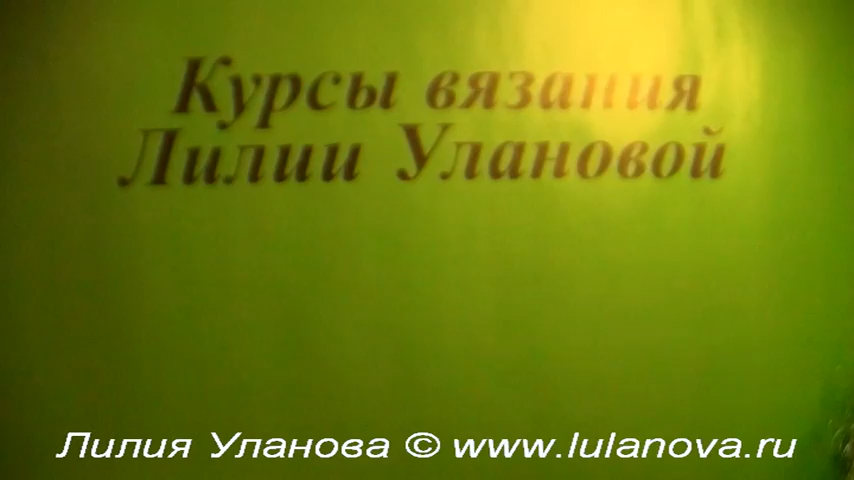 Курсы вязания
Лилии Улановой
Лилия Уланова © www.lulanova.ru